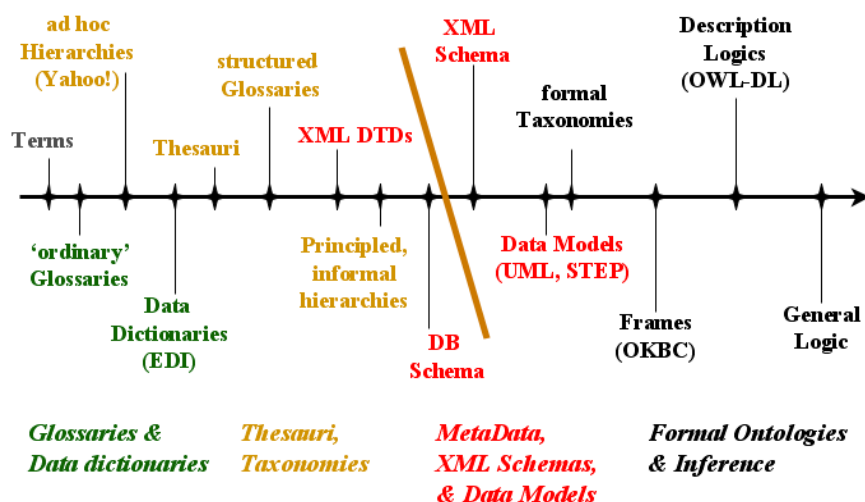 ad hoc
Hierarchies
(Yahoo!)
structured
Glossaries
XML
Schema
Description
Logics
(OWL-DL)
formal
Taxonomies
Terms
Thesauri
XML DTDs
‘ordinary’
Glossaries
Data
Dictionaries
(EDI)
Principled,
informal
hierarchies
DB
Schema
Data Models
(UML, STEP)
Frames
(OKBC)
General
Logic
Glossaries &
Data dictionaries
Thesauri,
Taxonomies
MetaData,
XML Schemas,
& Data Models
Formal Ontologies
& Inference